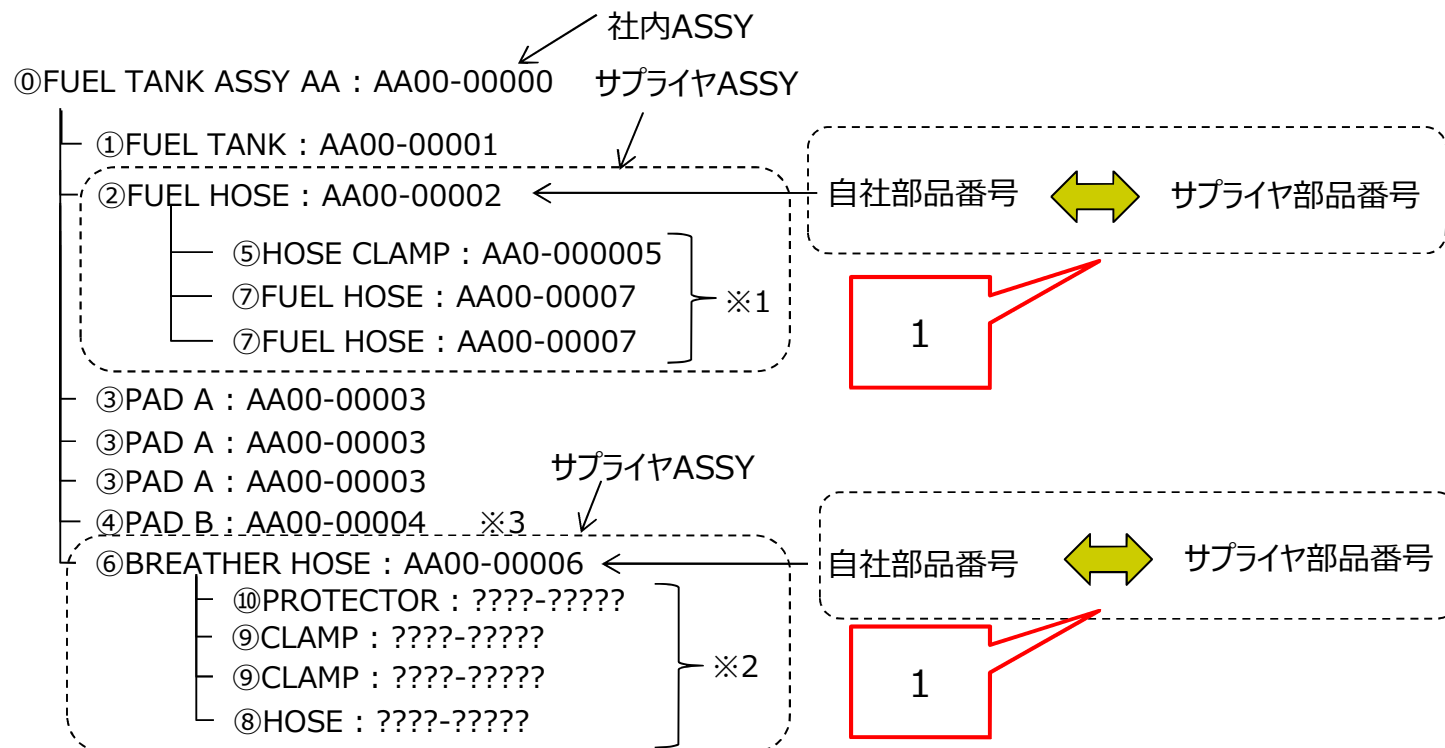 社内ASSY
⓪FUEL TANK ASSY AA : AA00-00000
サプライヤASSY
①FUEL TANK : AA00-00001
②FUEL HOSE : AA00-00002
自社部品番号
サプライヤ部品番号
⑤HOSE CLAMP : AA0-000005
⑦FUEL HOSE : AA00-00007
※1
⑦FUEL HOSE : AA00-00007
1
③PAD A : AA00-00003
③PAD A : AA00-00003
③PAD A : AA00-00003
サプライヤASSY
④PAD B : AA00-00004 ※3
⑥BREATHER HOSE : AA00-00006
自社部品番号
サプライヤ部品番号
⑩PROTECTOR : ????-?????
⑨CLAMP : ????-?????
⑨CLAMP : ????-?????
※2
⑧HOSE : ????-?????
1